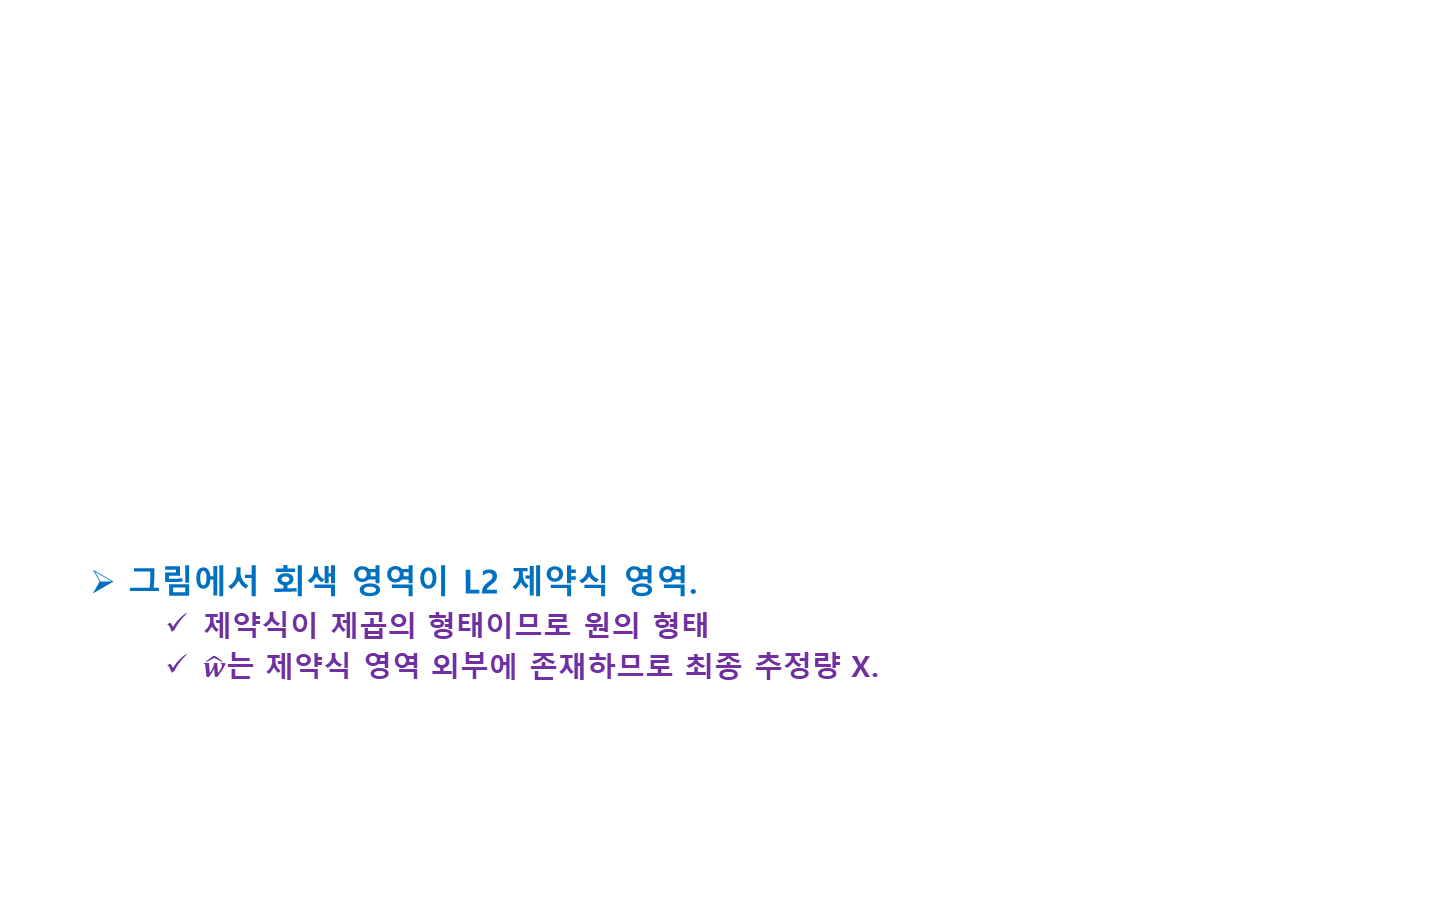 ➢ 그림에서 회색 영역이 L2 제약식 영역.
✓ 제약식이 제곱의 형태이므로 원의 형태
✓ ŵ는 제약식 영역 외부에 존재하므로 최종 추정량 X.